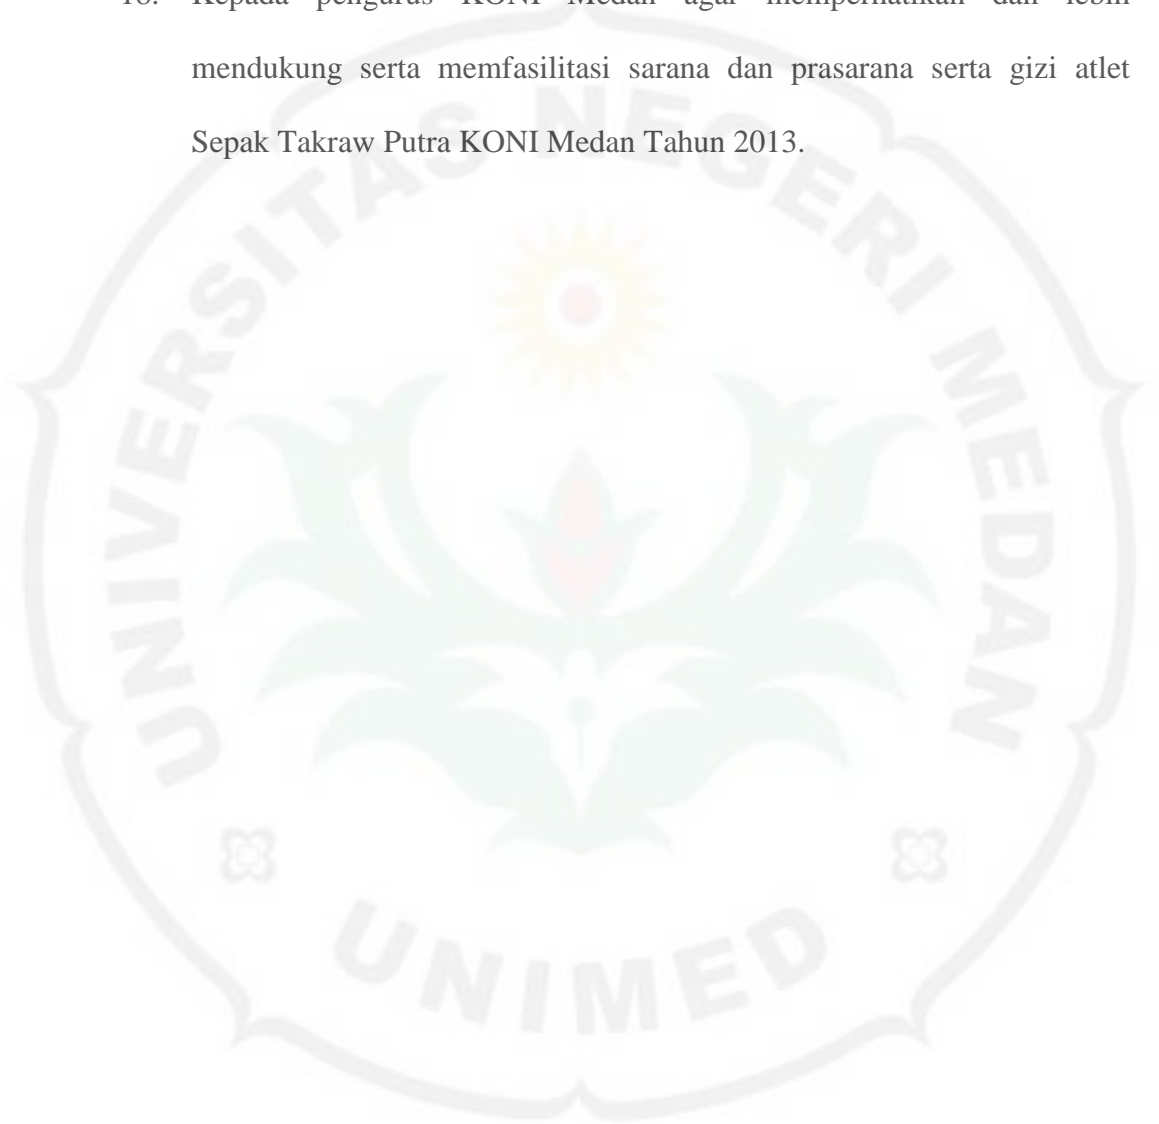 18. Kepada pengurus KONI Medan agar memperhatikan dan lebih
mendukung serta memfasilitasi sarana dan prasarana serta gizi atlet
Sepak Takraw Putra KONI Medan Tahun 2013.
UNIVERSITAS NEGERI MEDAN
UNIMED